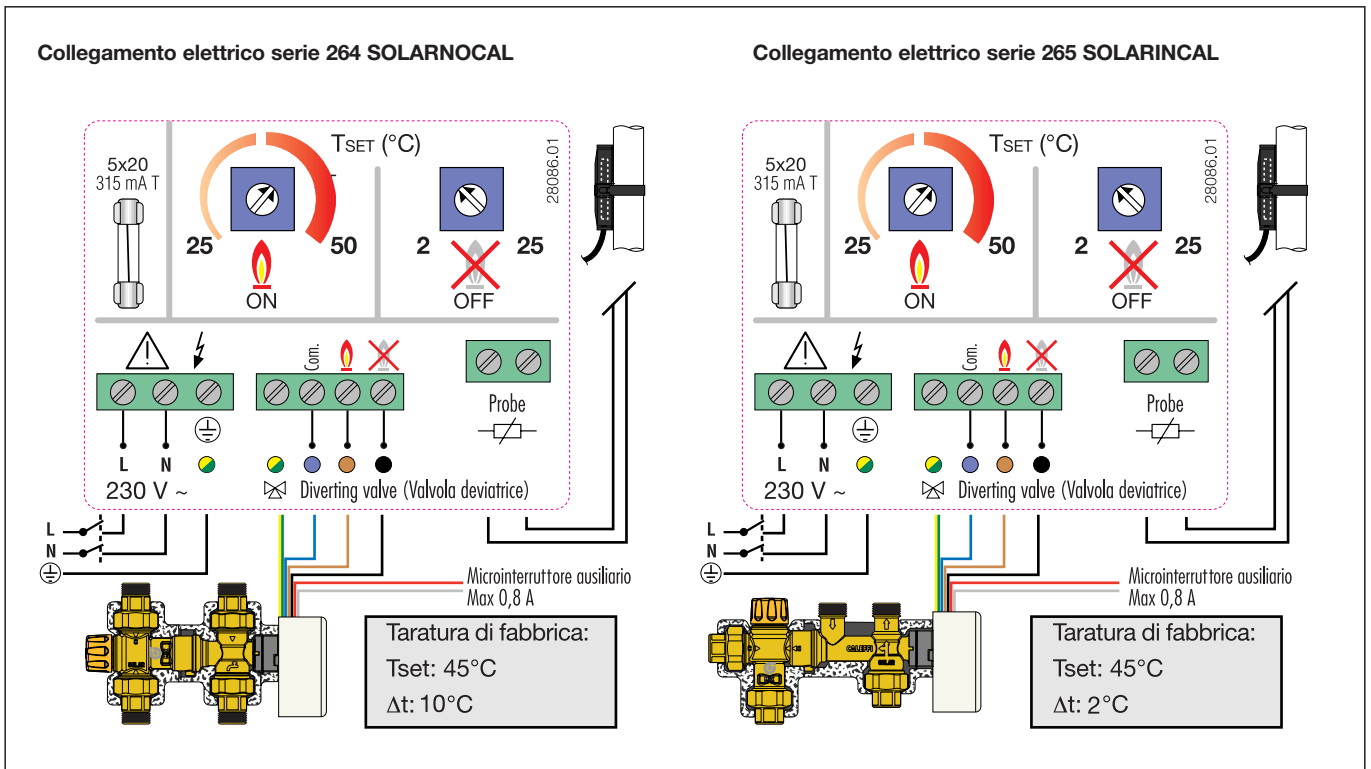 Collegamento elettrico serie 264 SOLARNOCAL
5x20
315 mA T
TSET (°C)
28086.01
25
50
ON
2
25
OFF
Com.
Probe
L
N
230 V ~
Diverting valve (Valvola deviatrice)
L
N
Microinterruttore ausiliario
Max 0,8 A
SOLAR
Taratura di fabbrica:
Tset: 45°C
Δt: 10°C
Collegamento elettrico serie 265 SOLARINCAL
5x20
315 mA T
TSET (°C)
28086.01
25
50
ON
2
25
OFF
Com.
Probe
L
N
230 V ~
Diverting valve (Valvola deviatrice)
L
N
Microinterruttore ausiliario
Max 0,8 A
CALEFFI
SOLAR
Taratura di fabbrica:
Tset: 45°C
Δt: 2°C